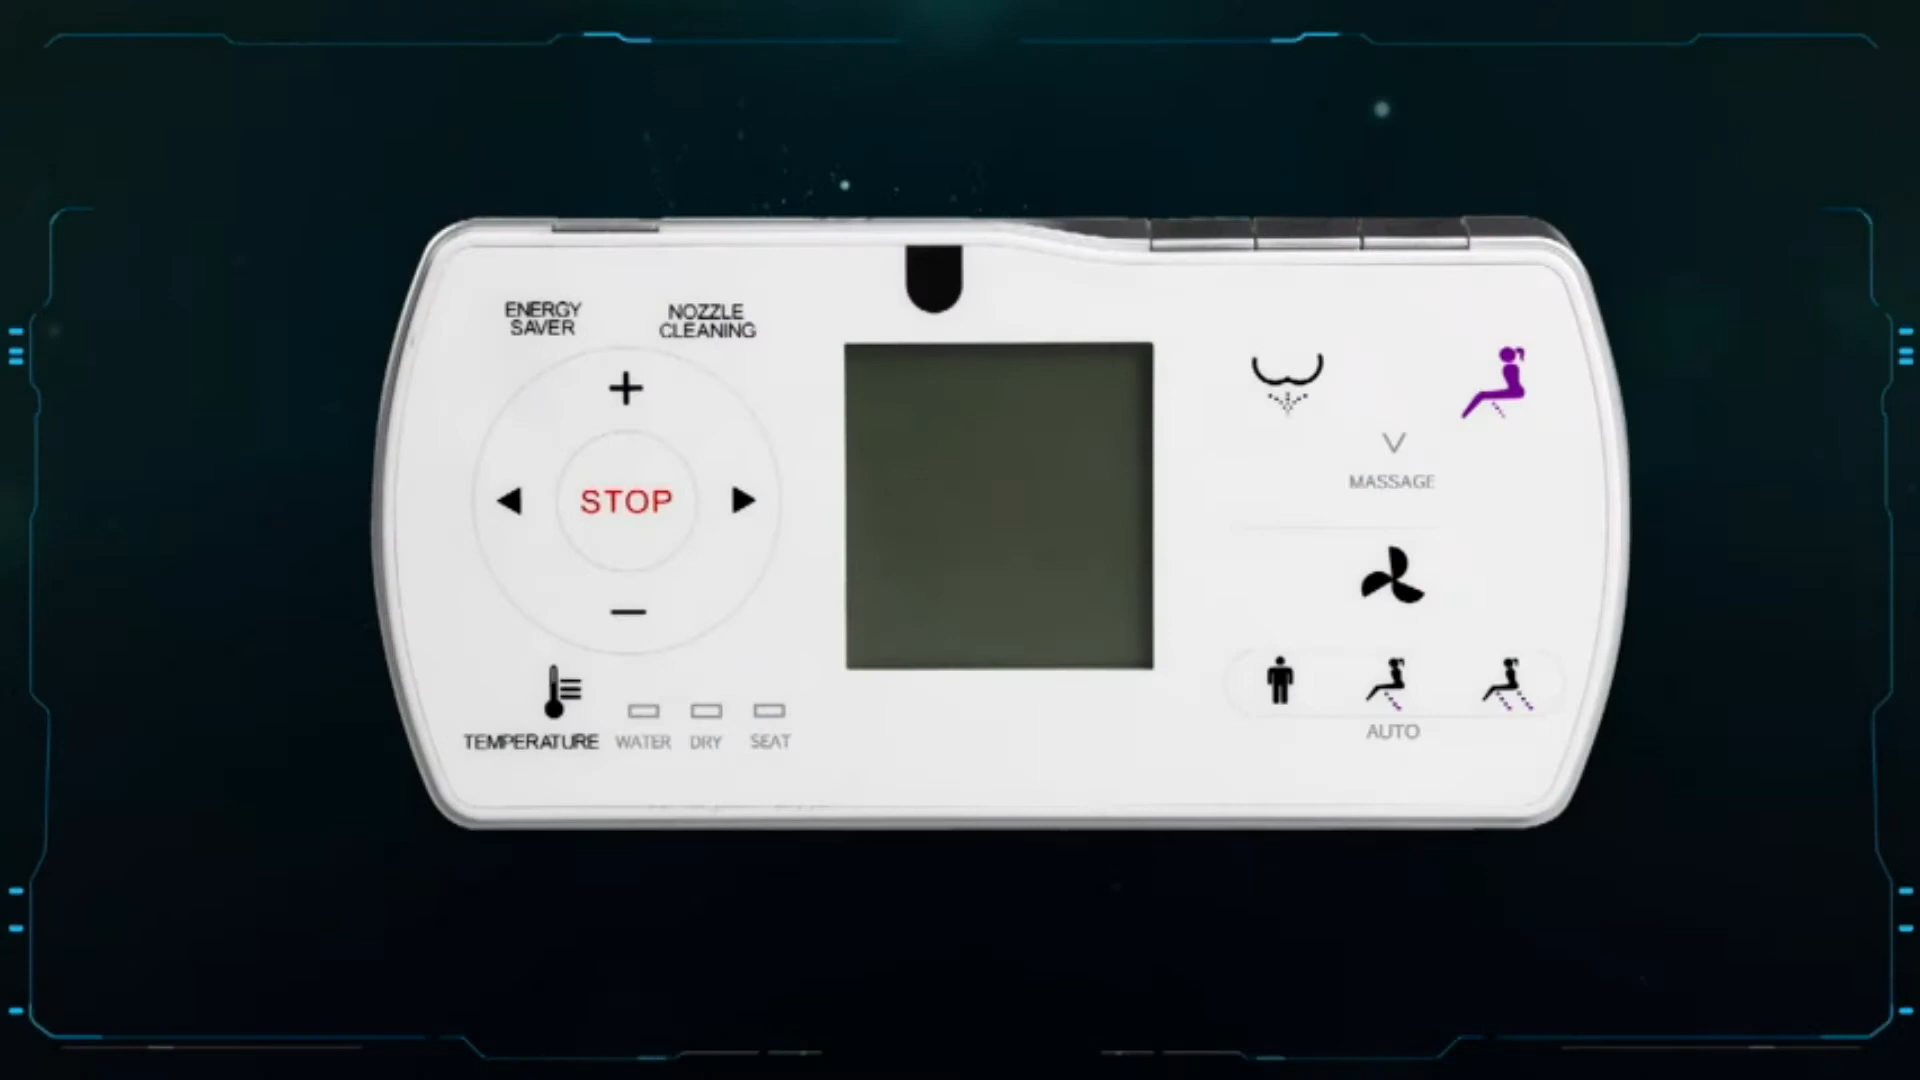 ENERGY
SAVER
NOZZLE
CLEANING
STOP
TEMPERATURE
WATER
DRY
SEAT
MASSAGE
AUTO